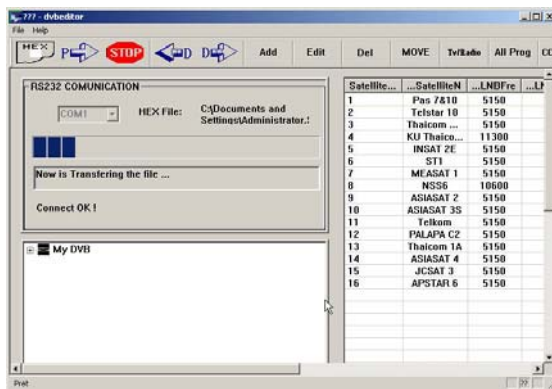 ??? - dvbeditor
File Help
HEX P STOP D D Add Edit Del MOVE Tv/Radio All Prog CO
RS232 COMUNICATION
COM1 HEX File: C:\Documents and
Settings\Administrator.!
Now is Transfering the file ...
Connect OK !
My DVB
Satellite... ...SatelliteN ...LNBFre ...LN
1 Pas 7&10 5150
2 Telstar 10 5150
3 Thaicom ... 5150
4 KU Thaico... 11300
5 INSAT 2E 5150
6 ST1 5150
7 MEASAT 1 5150
8 NSS6 10600
9 ASIASAT 2 5150
10 ASIASAT 3S 5150
11 Telkom 5150
12 PALAPA C2 5150
13 Thaicom 1A 5150
14 ASIASAT 4 5150
15 JCSAT 3 5150
16 APSTAR 6 5150
Pret